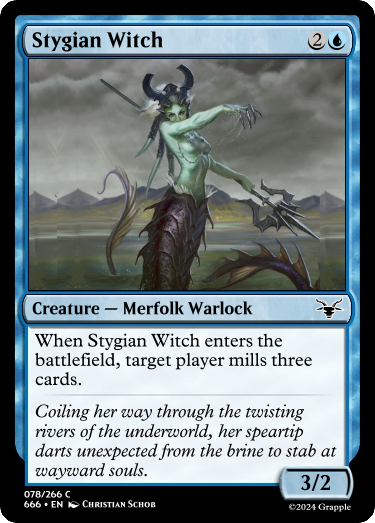 Stygian Witch 2
Creature — Merfolk Warlock
When Stygian Witch enters the
battlefield, target player mills three
cards.
Coiling her way through the twisting
rivers of the underworld, her speartip
darts unexpected from the brine to stab at
wayward souls.
3/2
078/266 C
666 • EN Christian Schob
©2024 Grapple